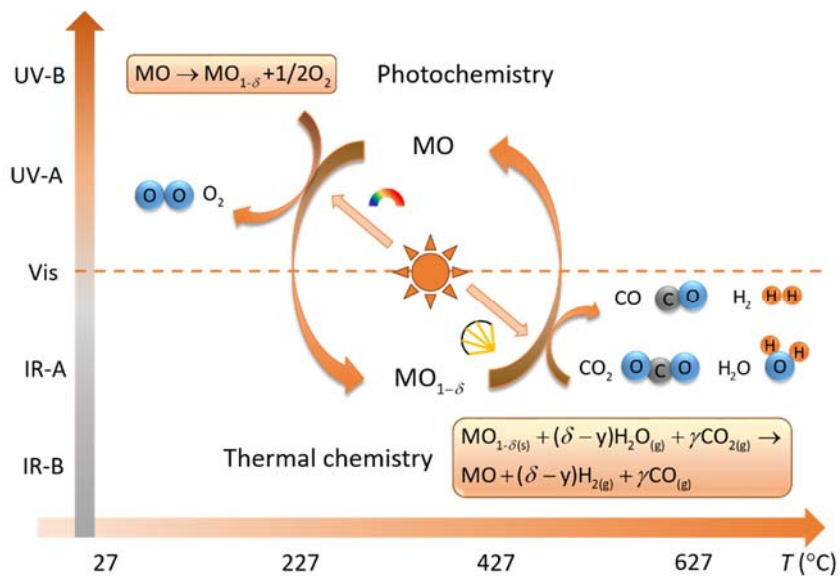 UV-B
MO → MO₁₋δ +1/2O₂
Photochemistry
MO
UV-A
O O O₂
Vis
CO C O H₂ H H
IR-A
MO₁₋δ
CO₂ O C O H₂O H O H
MO₁₋δ(s) + (δ – y)H₂O(g) + γCO₂(g) →
MO + (δ – y)H₂(g) + γCO(g)
Thermal chemistry
IR-B
27 227 427 627 T (°C)